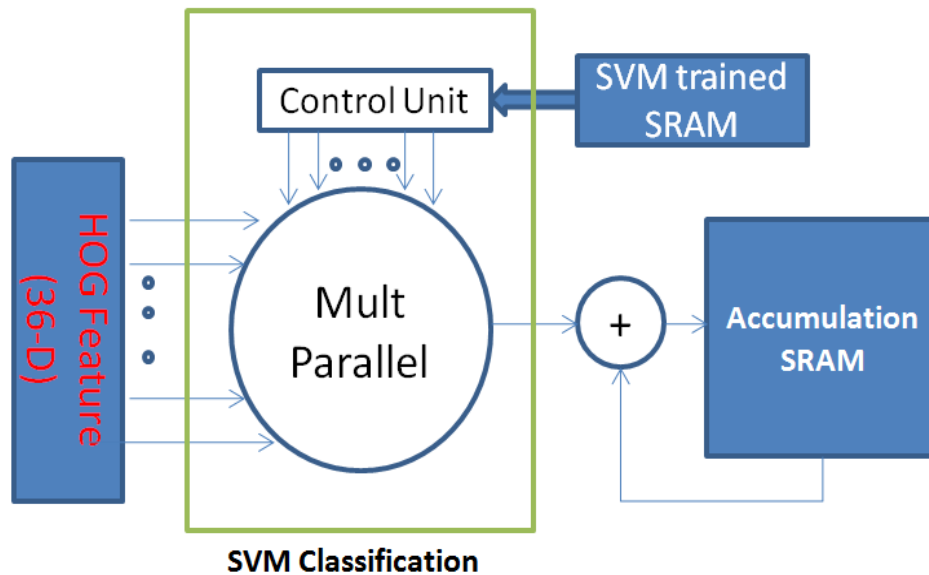 Control Unit
SVM trained
SRAM
HOG Feature
(36-D)
Mult
Parallel
+
Accumulation
SRAM
SVM Classification